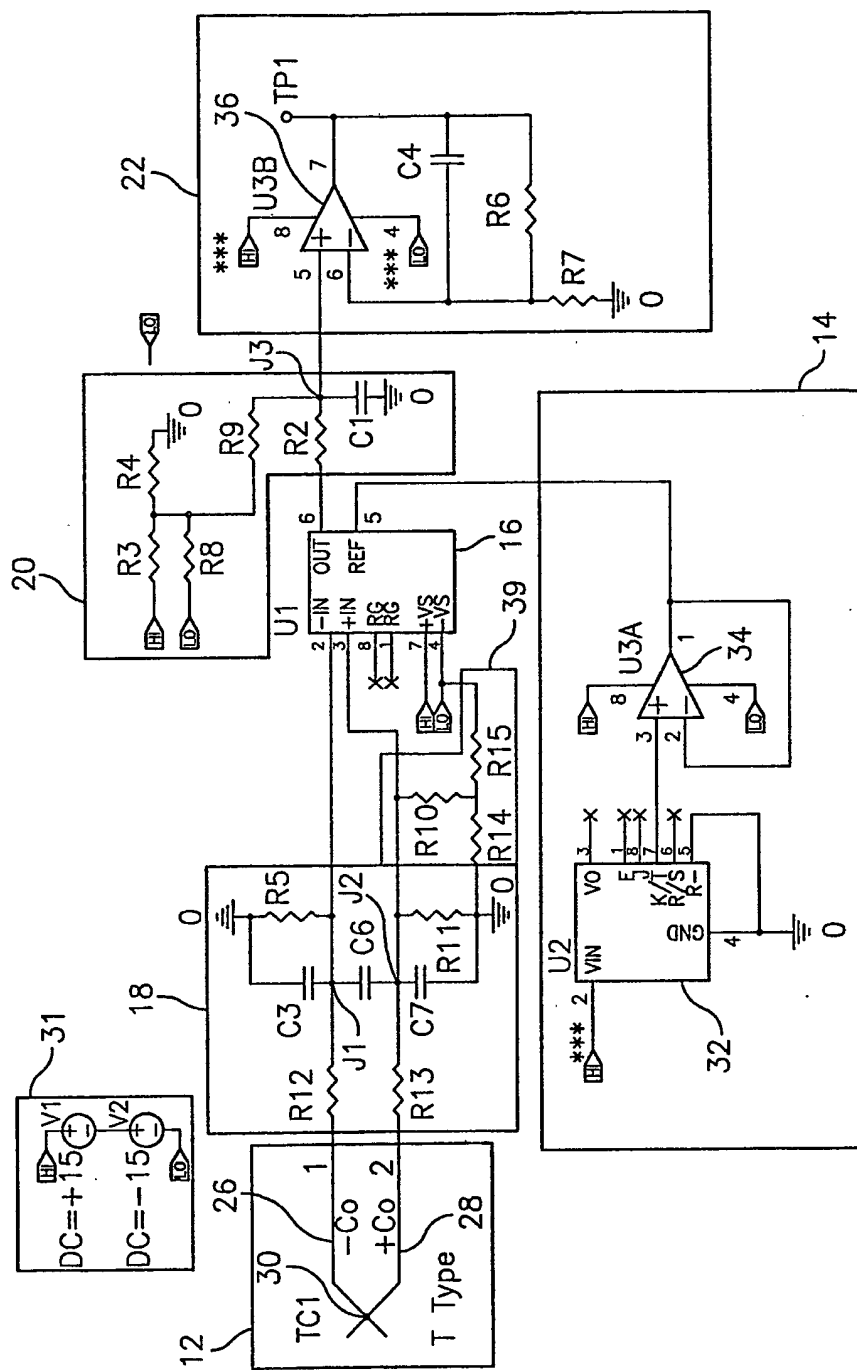 12
TC1
30
26
-Co
+Co
28
T Type
1
2
31
DC=+15
V1
HI
DC=-15
V2
LO
18
R12
R13
C3
J1
C6
C7
R5
J2
R11
0
0
R10
R14
R15
39
U1
2 -IN
3 +IN
8 RG
1 RG
7 +VS
4 -VS
OUT 6
REF 5
HI
LO
16
20
R3
R4
0
R8
HI
LO
R9
R2
C1
0
J3
LO
22
U3B
36
TP1
***
HI
8
5
6
7
***
4
LO
C4
R6
R7
0
14
U2
***
HI
2 VIN
VO 3
E 1
J 8
K/T 7
R/S 6
R- 5
GND
4
0
32
U3A
34
HI
8
3
2
1
4
LO